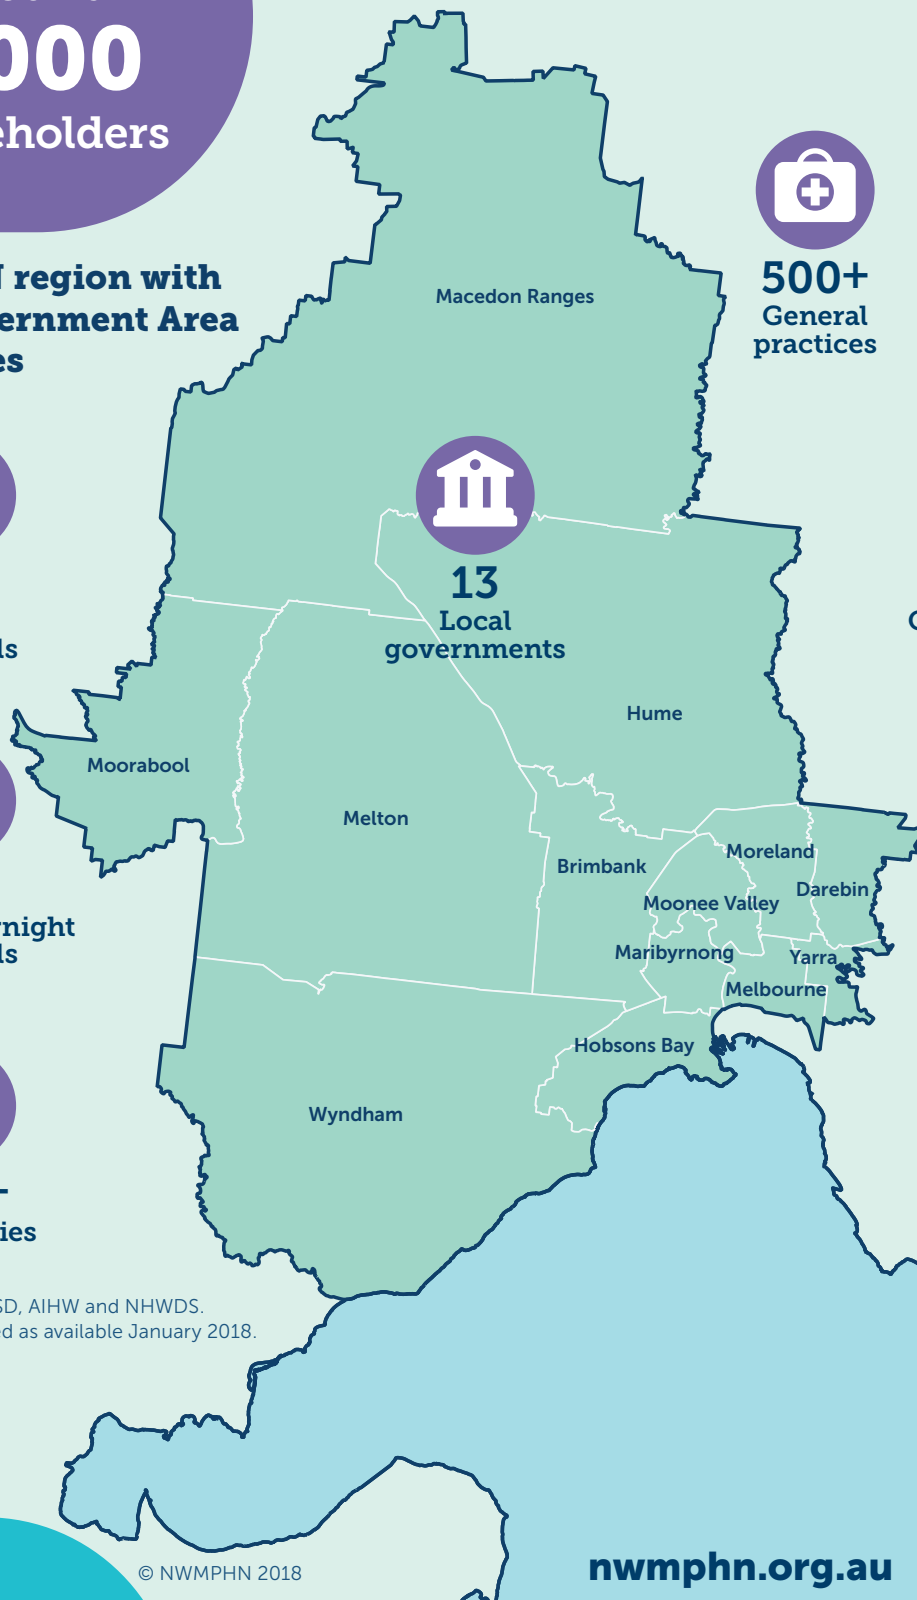 000
eholders
region with
ernment Area
es
500+
General
practices
Macedon Ranges
13
Local
governments
ls
Hume
Moorabool
Melton
Moreland
Brimbank
Darebin
Moonee Valley
rnight
ls
Maribyrnong
Yarra
Melbourne
Hobsons Bay
Wyndham
ies
SD, AIHW and NHWDS.
ed as available January 2018.
© NWMPHN 2018
nwmphn.org.au